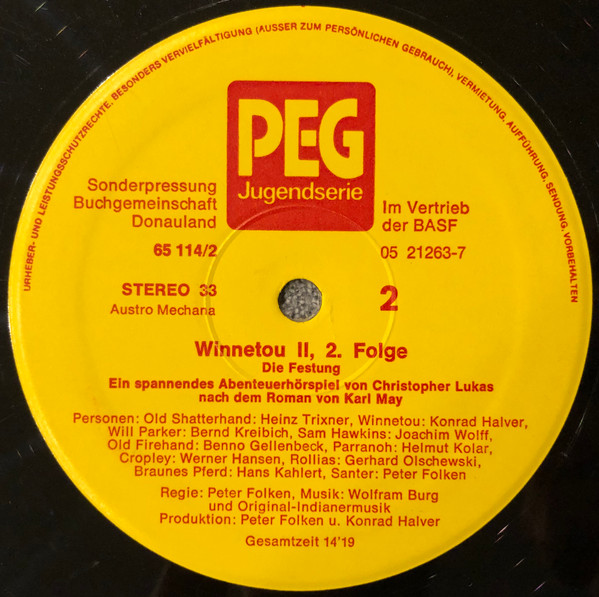 URHEBER- UND LEISTUNGSSCHUTZRECHTE, BESONDERS VERVIELFÄLTIGUNG (AUSSER ZUM PERSÖNLICHEN GEBRAUCH), VERMIETUNG, AUFFÜHRUNG, SENDUNG, VORBEHALTEN
PEG
Jugendserie
Sonderpressung
Buchgemeinschaft
Donauland
65 114/2
Im Vertrieb
der BASF
05 21263-7
STEREO 33
Austro Mechana
2
Winnetou II, 2. Folge
Die Festung
Ein spannendes Abenteuerhörspiel von Christopher Lukas
nach dem Roman von Karl May
Personen: Old Shatterhand: Heinz Trixner, Winnetou: Konrad Halver,
Will Parker: Bernd Kreibich, Sam Hawkins: Joachim Wolff,
Old Firehand: Benno Gellenbeck, Parranoh: Helmut Kolar,
Cropley: Werner Hansen, Rollias: Gerhard Olschewski,
Braunes Pferd: Hans Kahlert, Santer: Peter Folken
Regie: Peter Folken, Musik: Wolfram Burg
und Original-Indianermusik
Produktion: Peter Folken u. Konrad Halver
Gesamtzeit 14'19